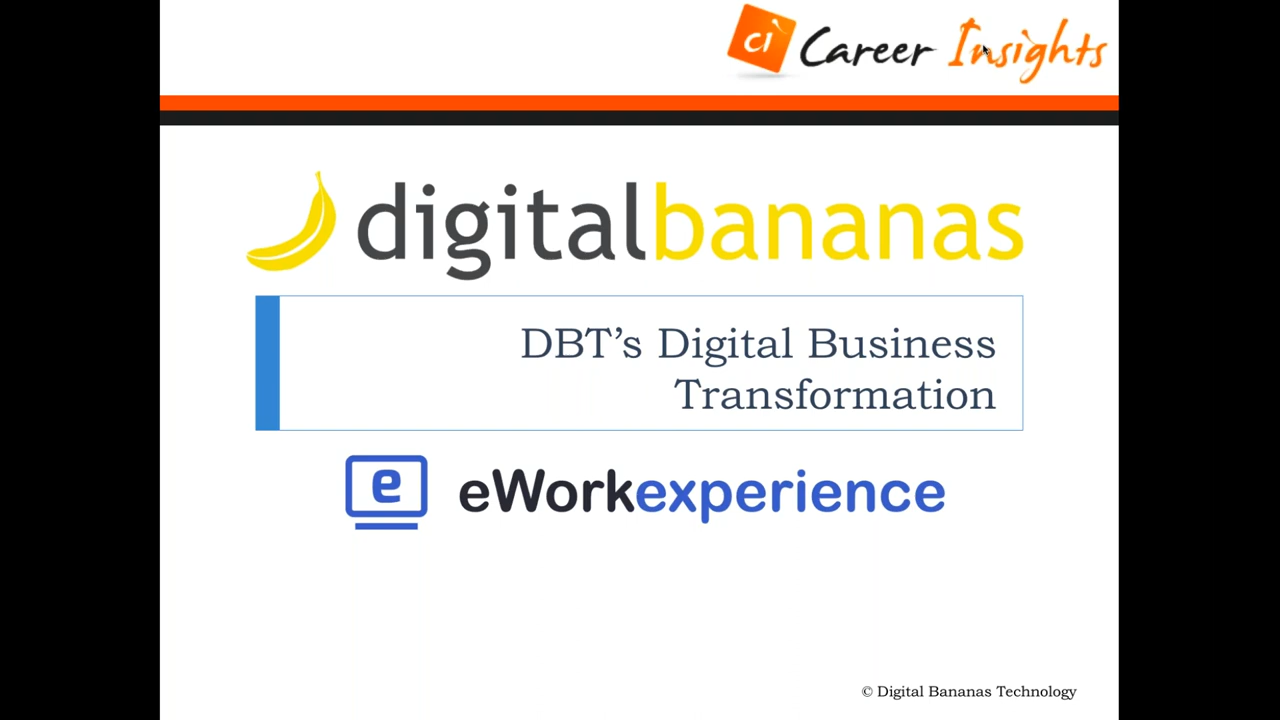 ci Career Insights
digitalbananas
DBT’s Digital Business
Transformation
e eWorkexperience
© Digital Bananas Technology